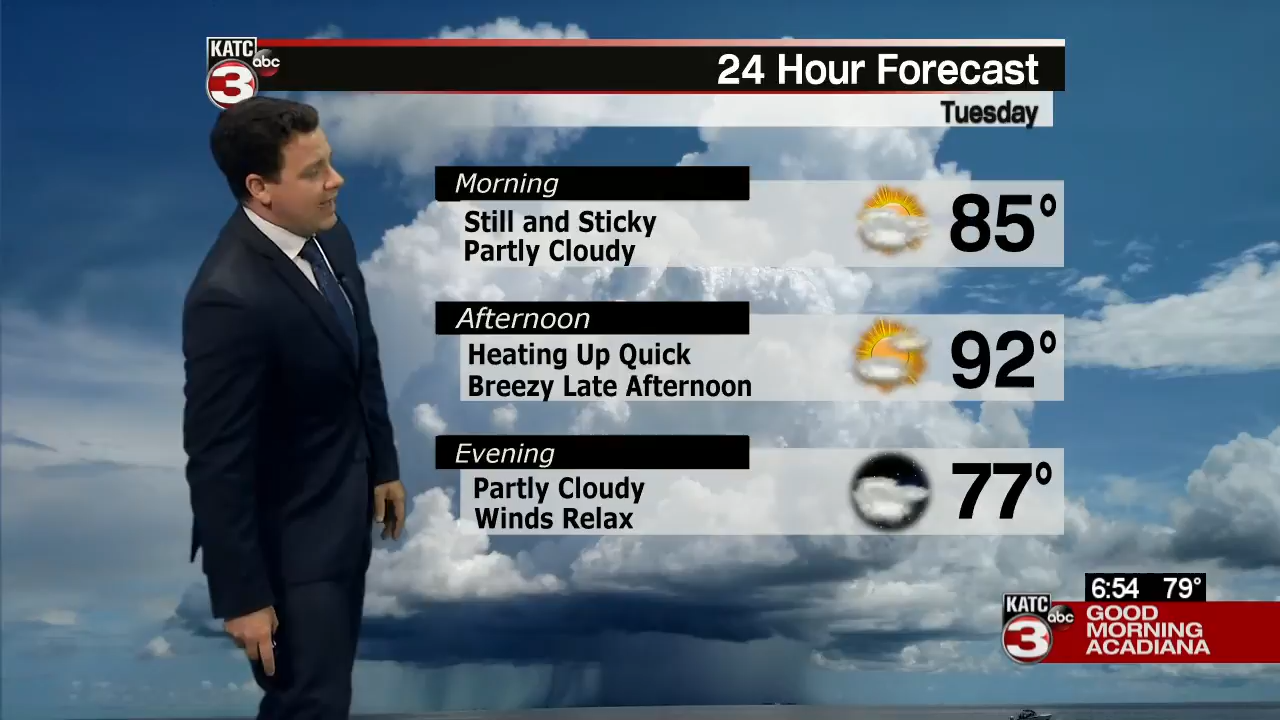 KATC
abc
3
24 Hour Forecast
Tuesday
Morning
Still and Sticky
Partly Cloudy
85°
Afternoon
Heating Up Quick
Breezy Late Afternoon
92°
Evening
Partly Cloudy
Winds Relax
77°
6:54 79°
KATC
abc
3
GOOD
MORNING
ACADIANA